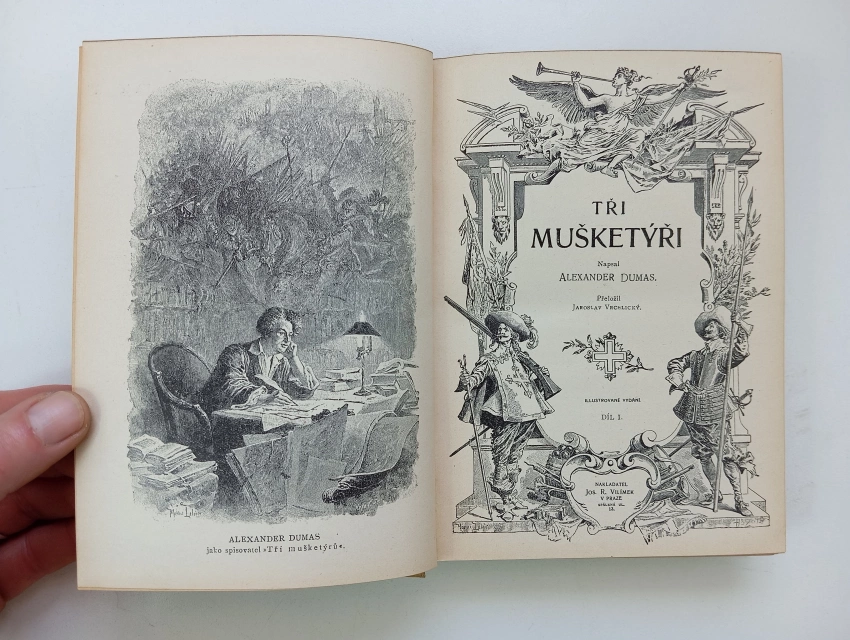 ALEXANDER DUMAS
jako spisovatel »Tří mušketýrů«.
TŘI
MUŠKETÝŘI
Napsal
ALEXANDER DUMAS.
Přeložil
JAROSLAV VRCHLICKÝ.
ILLUSTROVANÉ VYDÁNÍ.
DÍL I.
NAKLADATEL
JOS. R. VILÍMEK
V PRAZE